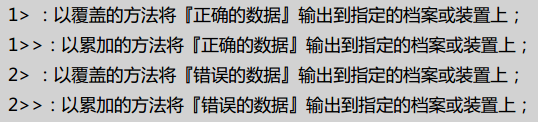 1> ：以覆盖的方法将『正确的数据』输出到指定的档案或装置上；
1>>：以累加的方法将『正确的数据』输出到指定的档案或装置上；
2> ：以覆盖的方法将『错误的数据』输出到指定的档案或装置上；
2>>：以累加的方法将『错误的数据』输出到指定的档案或装置上；